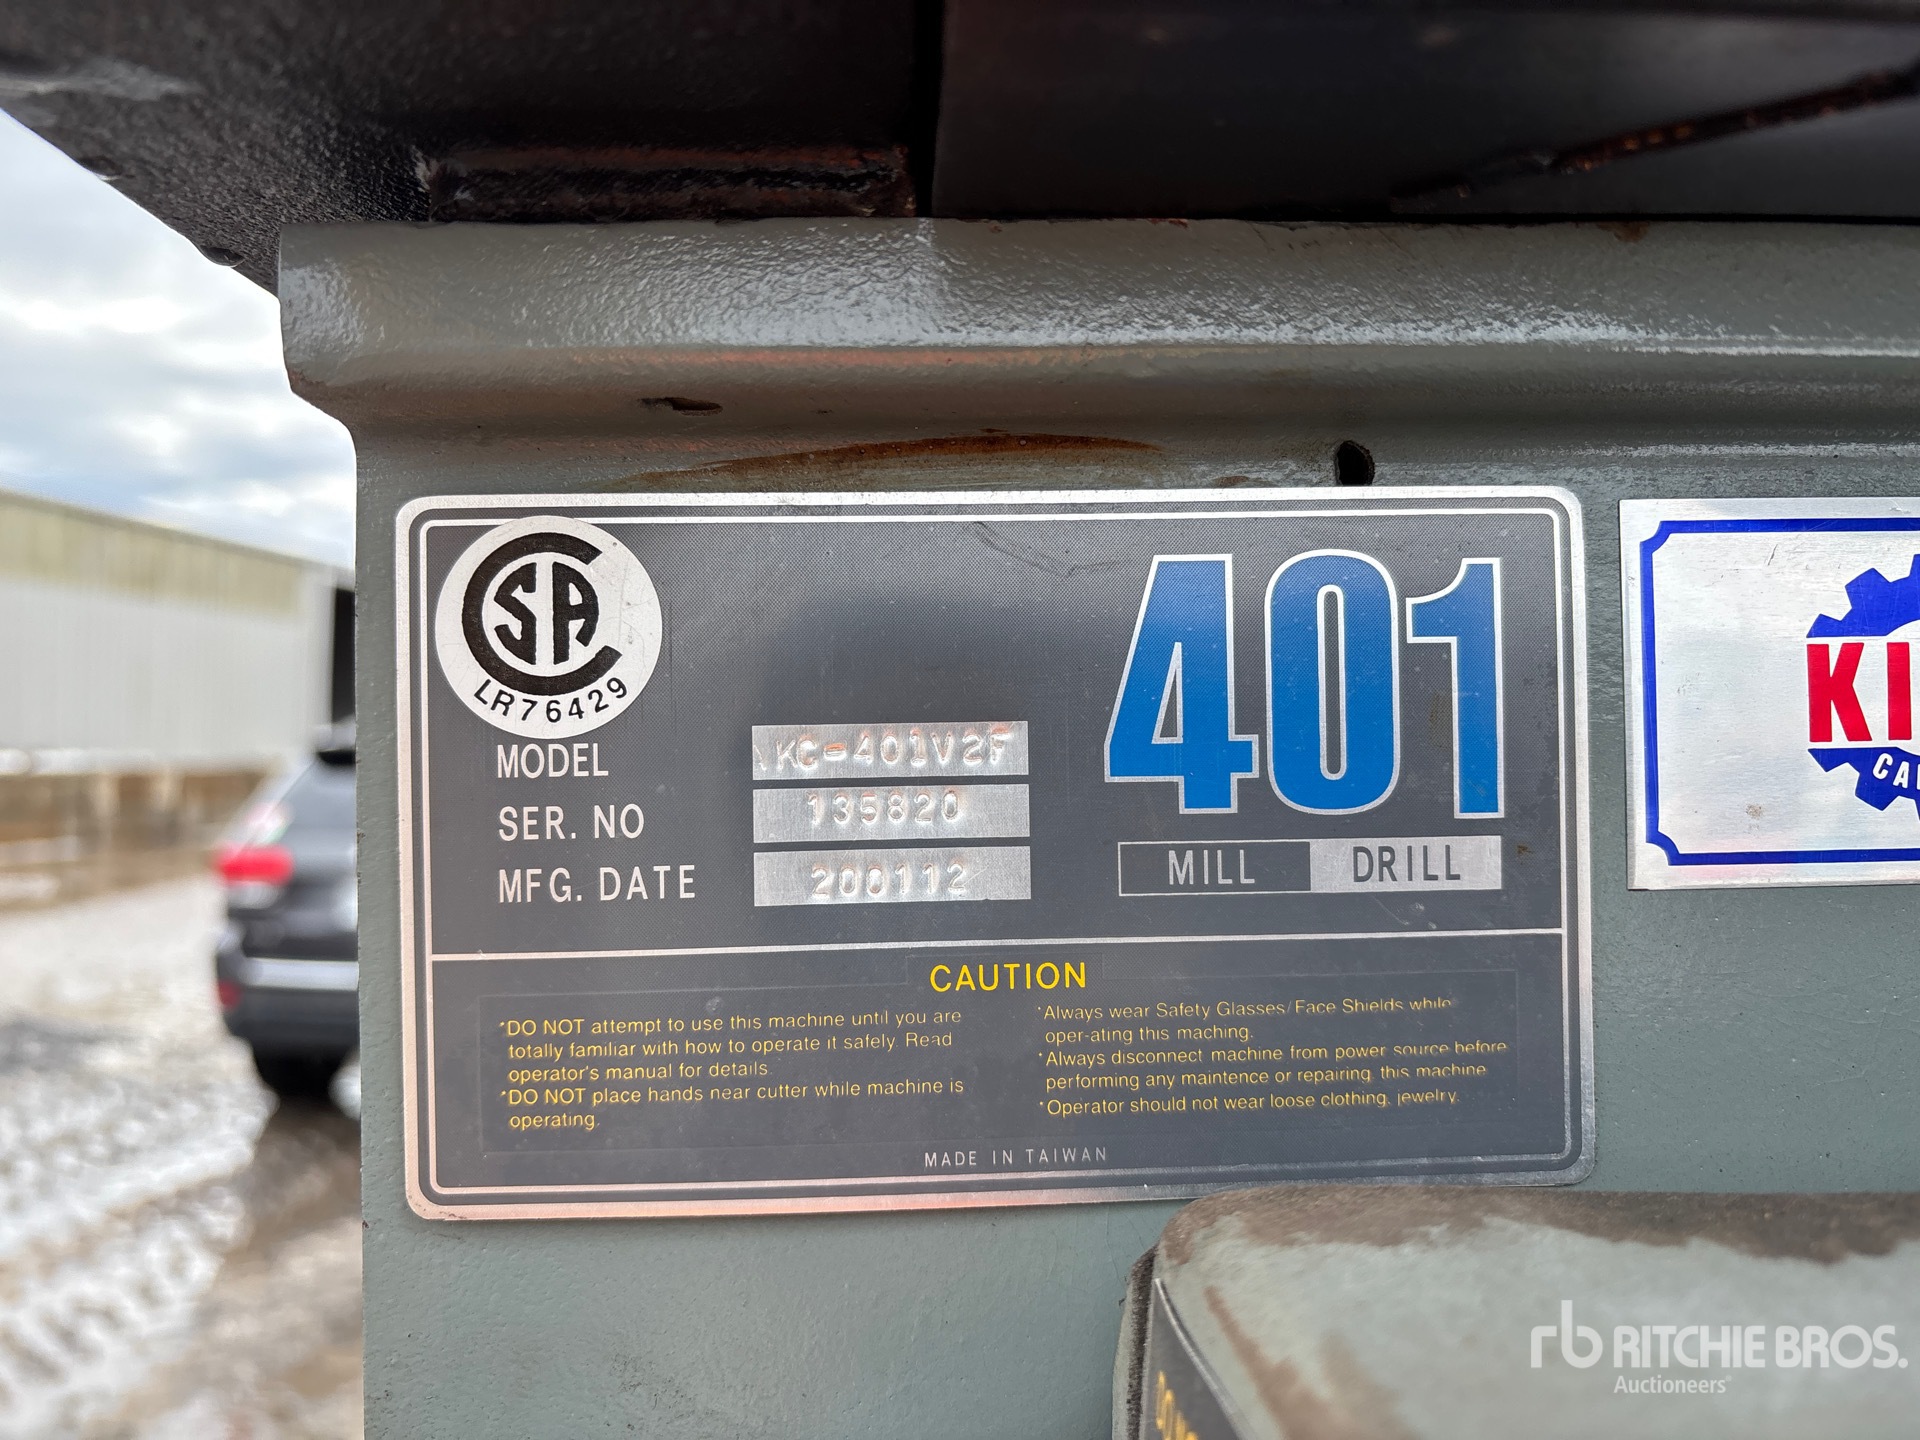 CSA
LR76429
401
MODEL KC-401V2F
SER. NO 135820
MFG. DATE 200112
MILL DRILL
CAUTION
*DO NOT attempt to use this machine until you are
totally familiar with how to operate it safely. Read
operator's manual for details.
*DO NOT place hands near cutter while machine is
operating.
*Always wear Safety Glasses/Face Shields while
oper-ating this maching.
*Always disconnect machine from power source before
performing any maintence or repairing, this machine
*Operator should not wear loose clothing, jewelry.
MADE IN TAIWAN
KI
CA
rb RITCHIE BROS.
Auctioneers